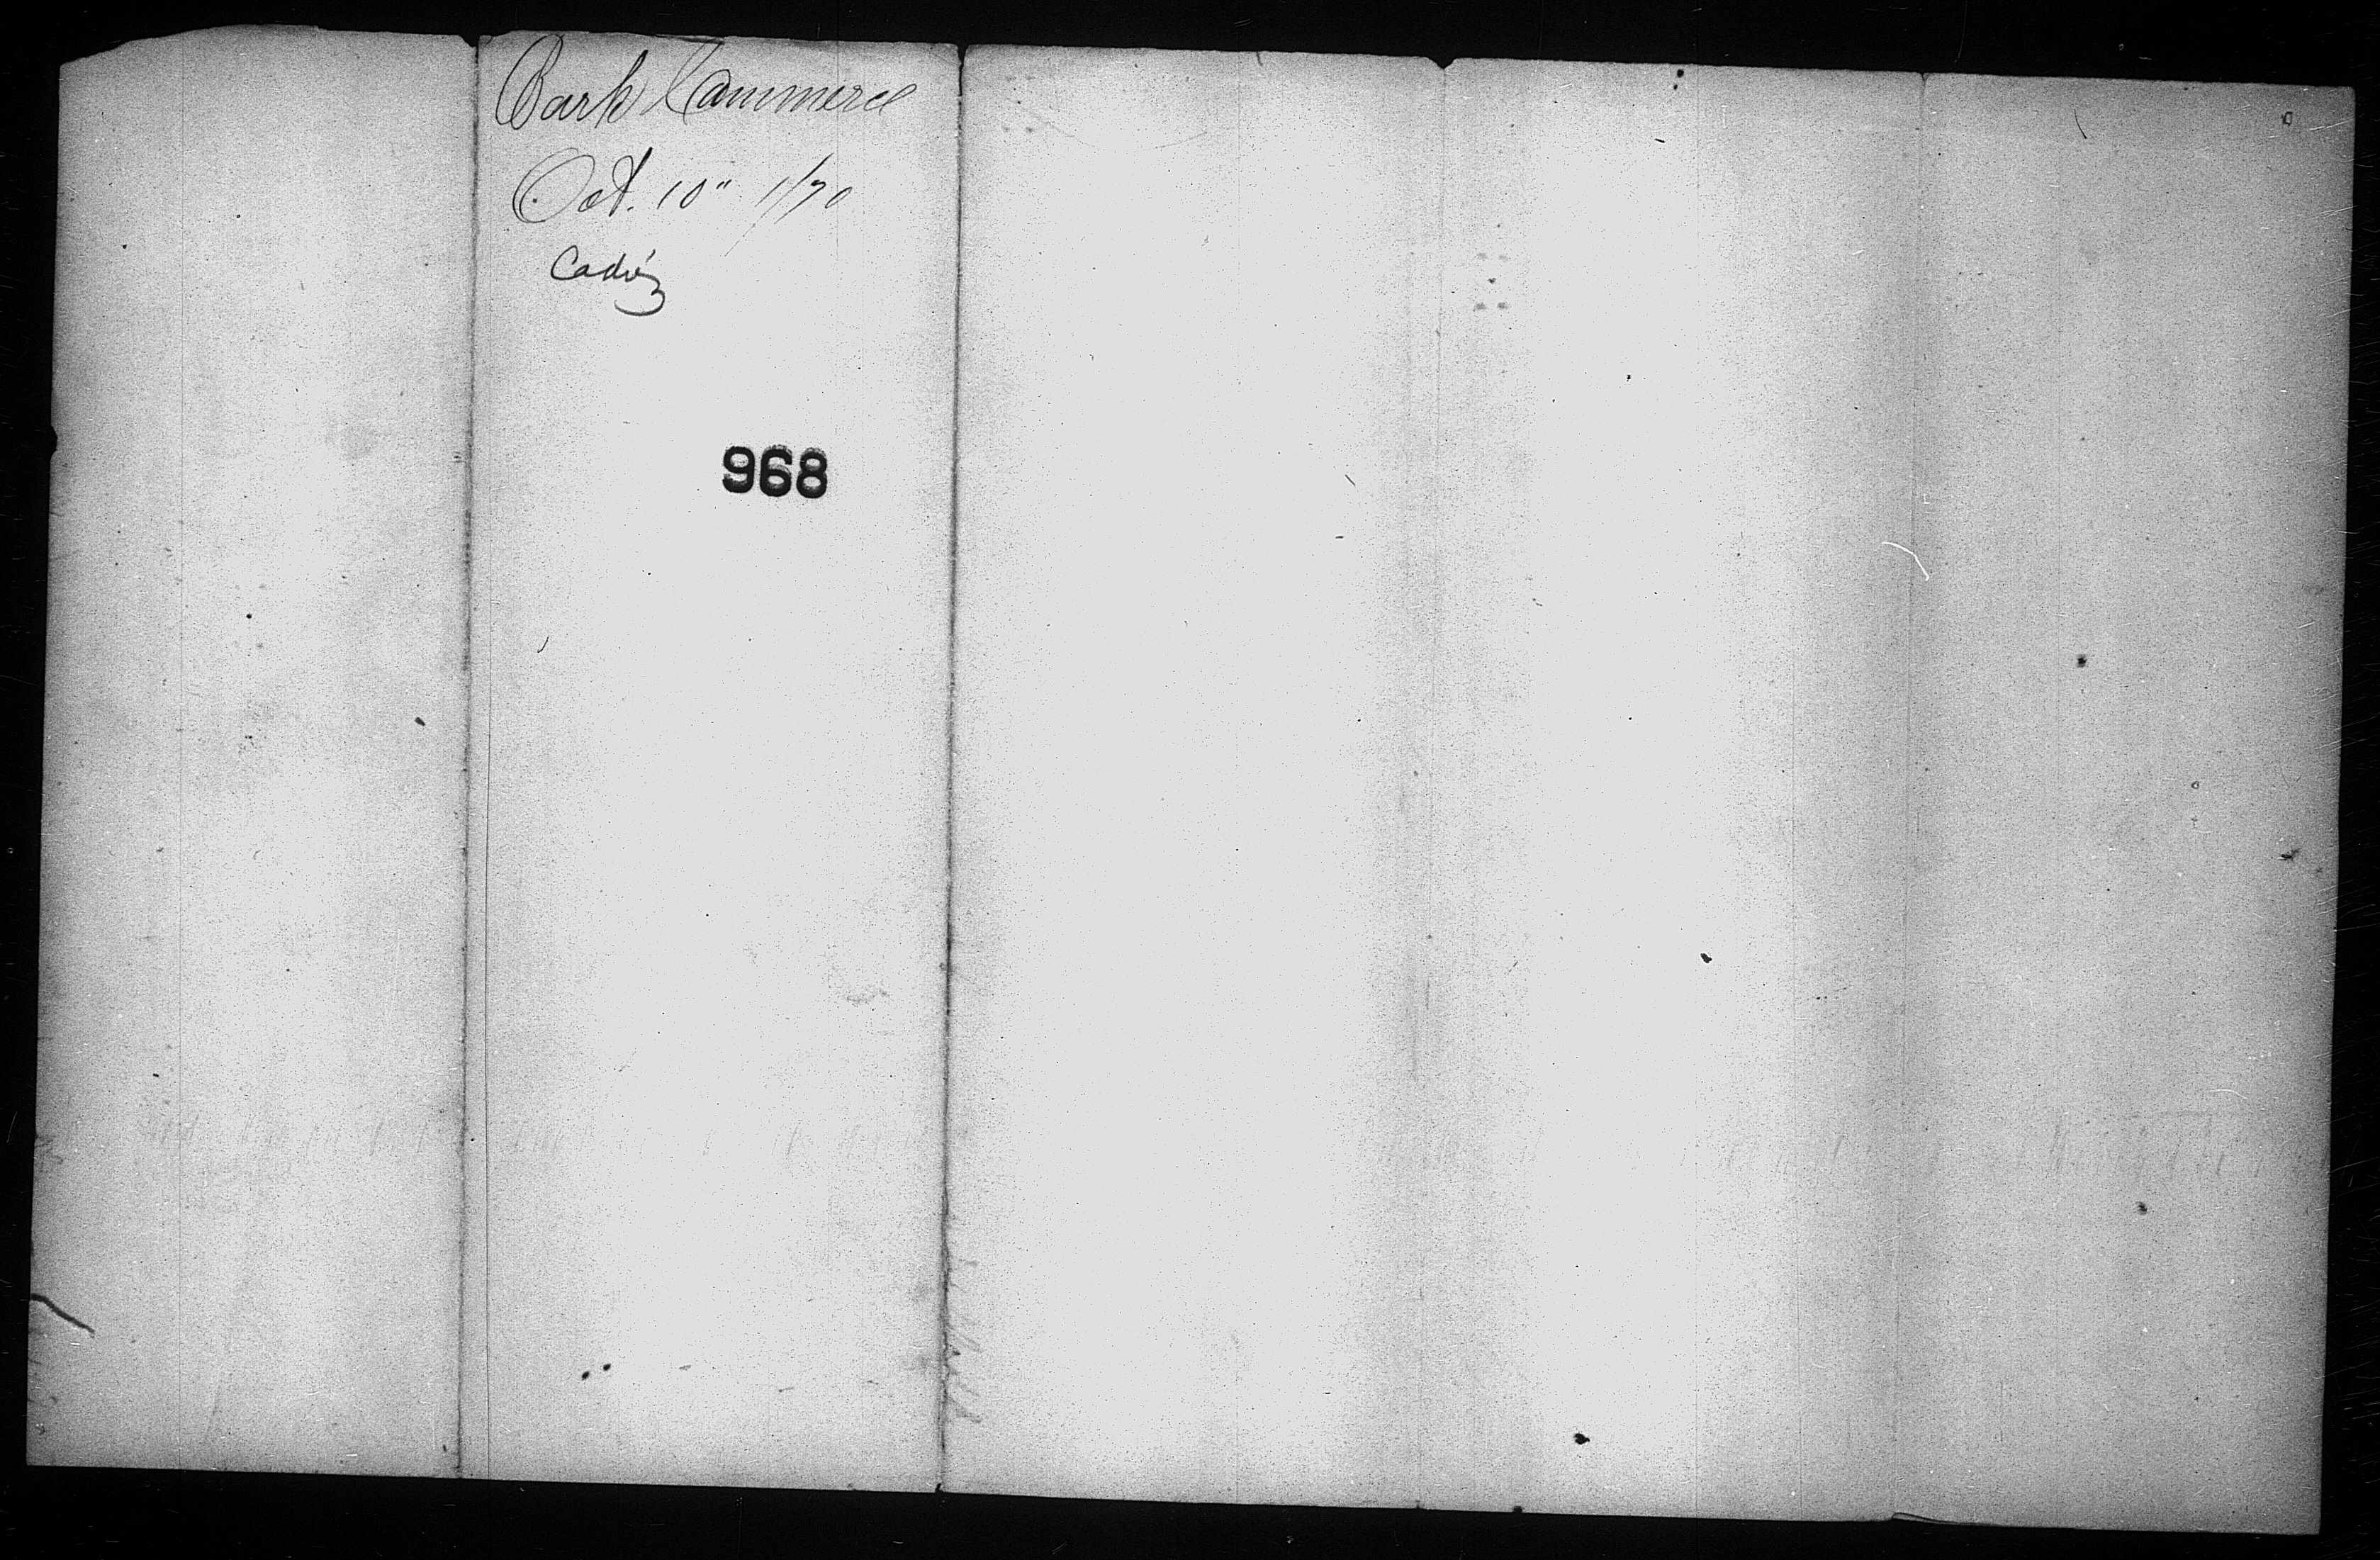 Bark Commerce
Oct. 10" 1/70
Cadiz
968